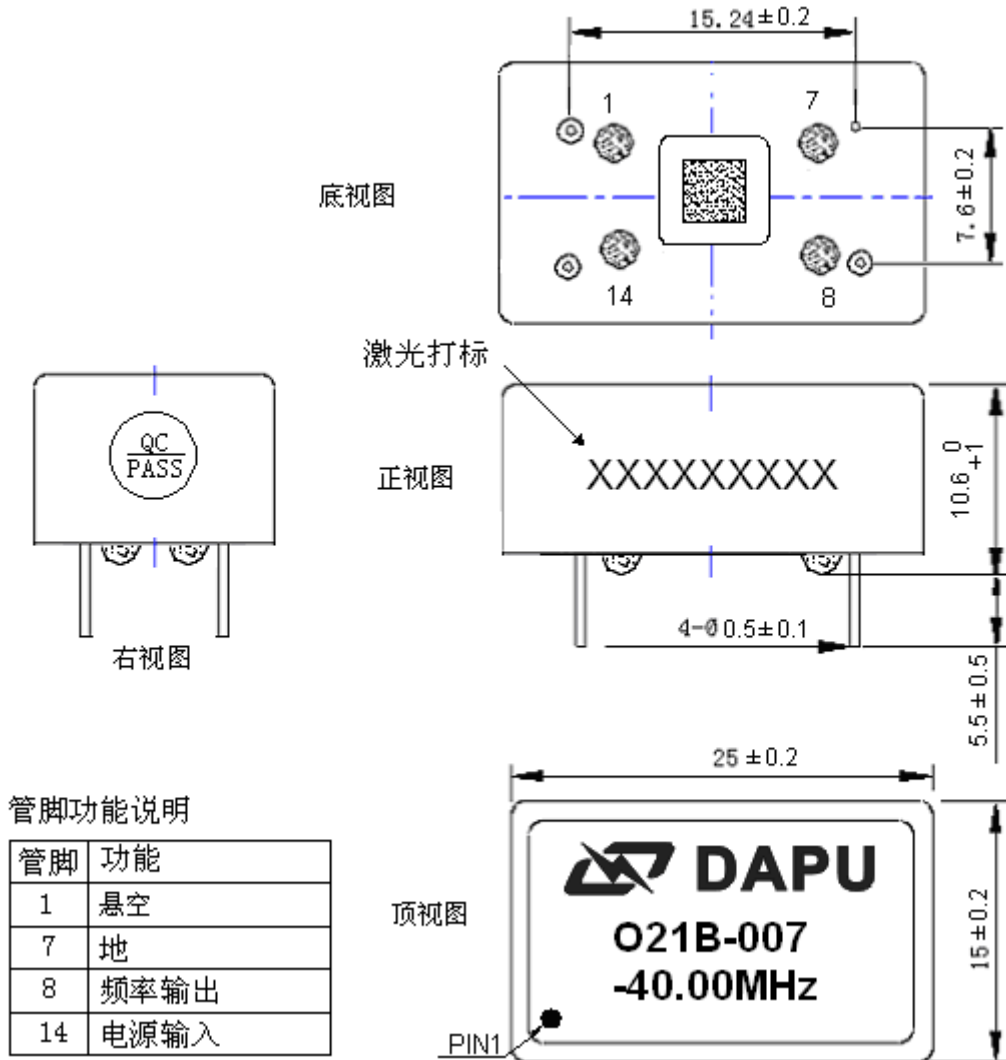 15.24±0.2
1
7
底视图
7.6±0.2
14
8
激光打标
QC
PASS
正视图
XXXXXXXXX
10.6 0 +1
4-Ø0.5±0.1
右视图
5.5±0.5
25±0.2
管脚功能说明
管脚 功能
1 悬空
7 地
8 频率输出
14 电源输入
顶视图
DAPU
O21B-007
-40.00MHz
15±0.2
PIN1